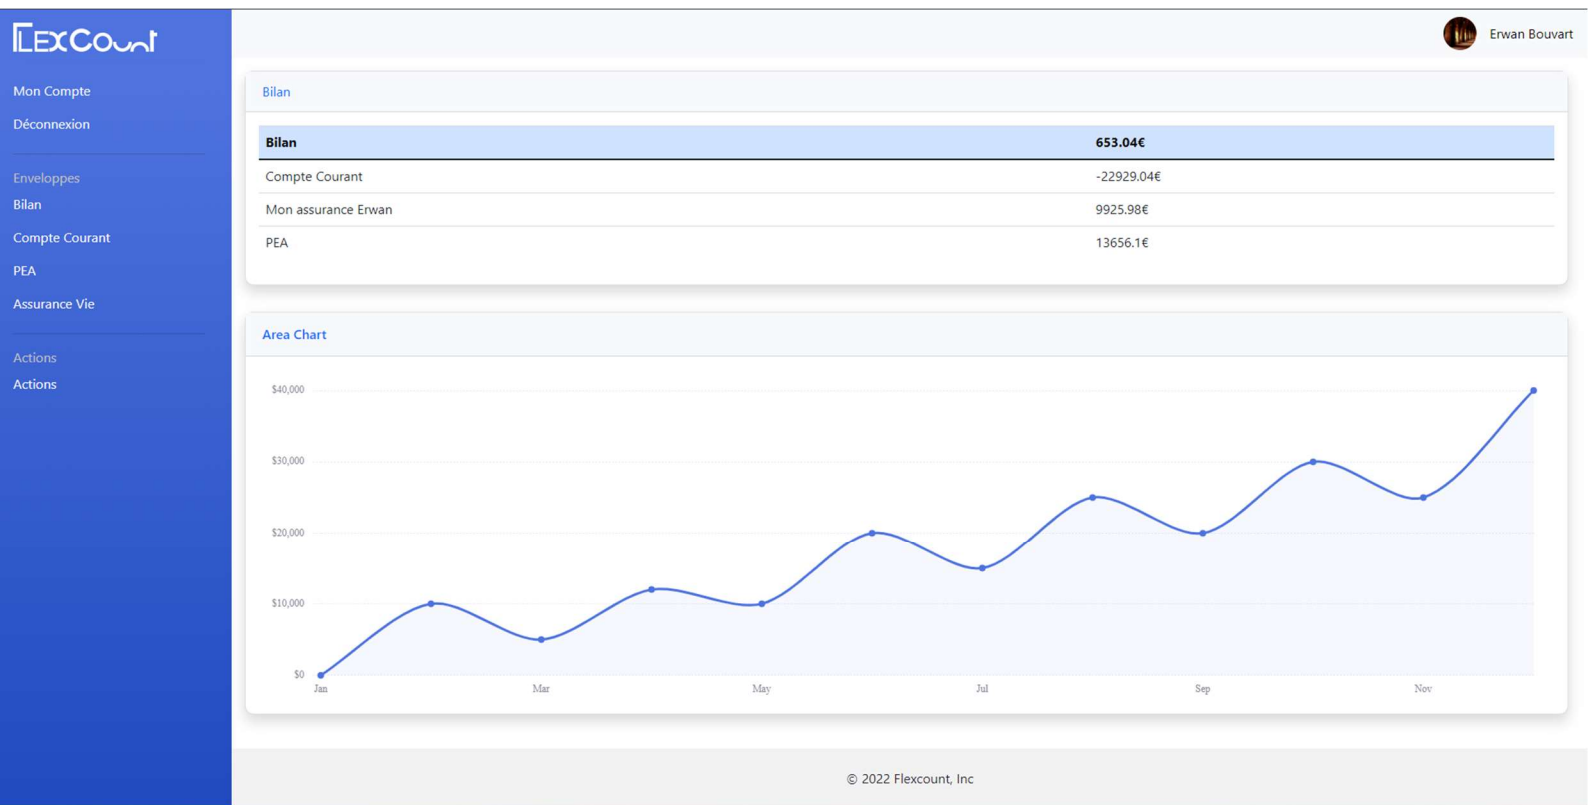 FLEXCount
Erwan Bouvart
Mon Compte
Déconnexion
Enveloppes
Bilan
Compte Courant
PEA
Assurance Vie
Actions
Actions
Bilan
Bilan 653.04€
Compte Courant -22929.04€
Mon assurance Erwan 9925.98€
PEA 13656.1€
Area Chart
$40,000
$30,000
$20,000
$10,000
$0
Jan Mar May Jul Sep Nov
© 2022 Flexcount, Inc